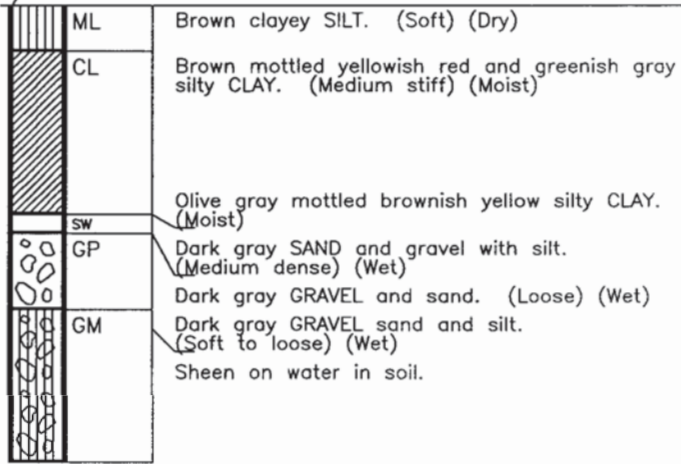 ML Brown clayey SILT. (Soft) (Dry)
CL Brown mottled yellowish red and greenish gray
silty CLAY. (Medium stiff) (Moist)
Olive gray mottled brownish yellow silty CLAY.
(Moist)
SW
GP Dark gray SAND and gravel with silt.
(Medium dense) (Wet)
Dark gray GRAVEL and sand. (Loose) (Wet)
GM Dark gray GRAVEL sand and silt.
(Soft to loose) (Wet)
Sheen on water in soil.